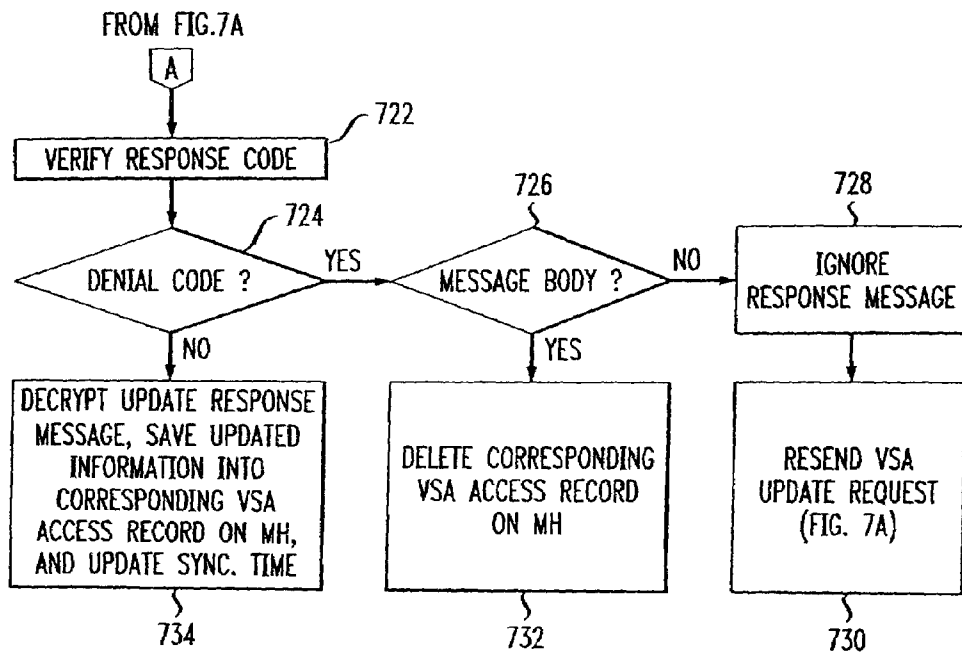 FROM FIG.7A
A
722
VERIFY RESPONSE CODE
724
726
728
DENIAL CODE ?
YES
MESSAGE BODY ?
NO
IGNORE
RESPONSE MESSAGE
NO
YES
DECRYPT UPDATE RESPONSE
MESSAGE, SAVE UPDATED
INFORMATION INTO
CORRESPONDING VSA
ACCESS RECORD ON MH,
AND UPDATE SYNC. TIME
DELETE CORRESPONDING
VSA ACCESS RECORD
ON MH
RESEND VSA
UPDATE REQUEST
(FIG. 7A)
734
732
730